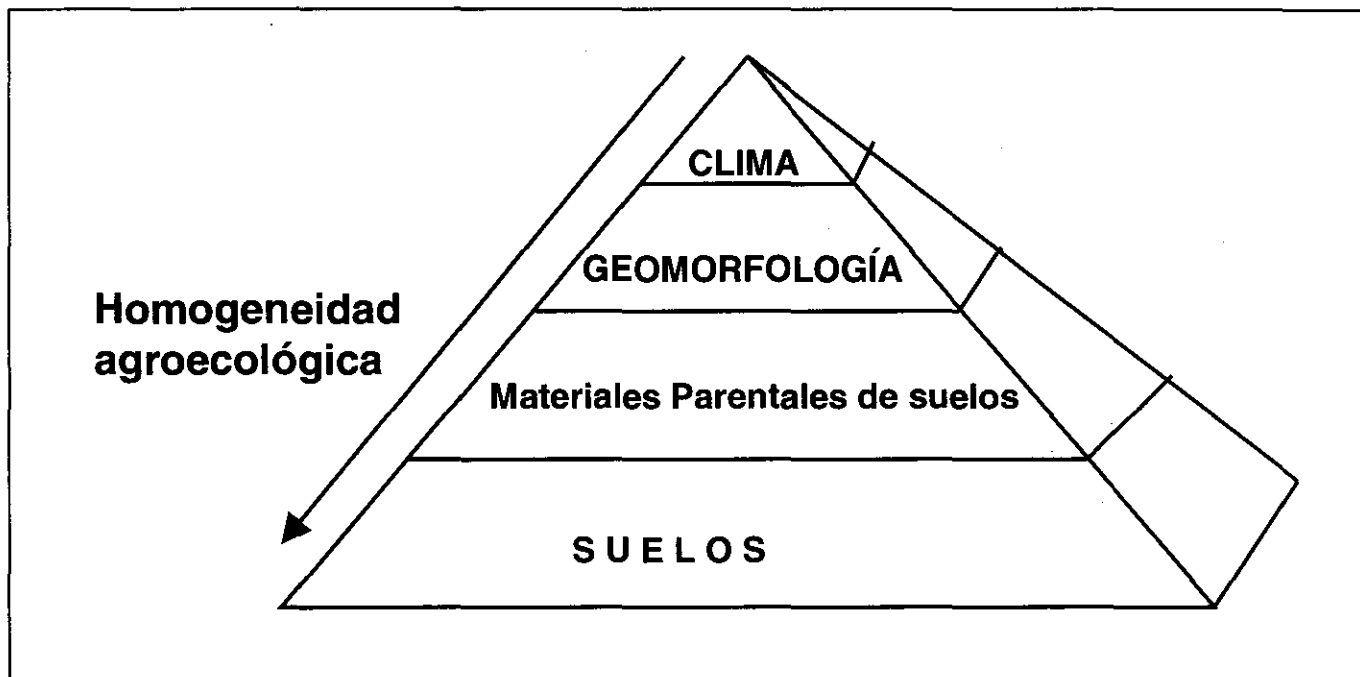 CLIMA
GEOMORFOLOGÍA
Homogeneidad
agroecológica
Materiales Parentales de suelos
SUELOS